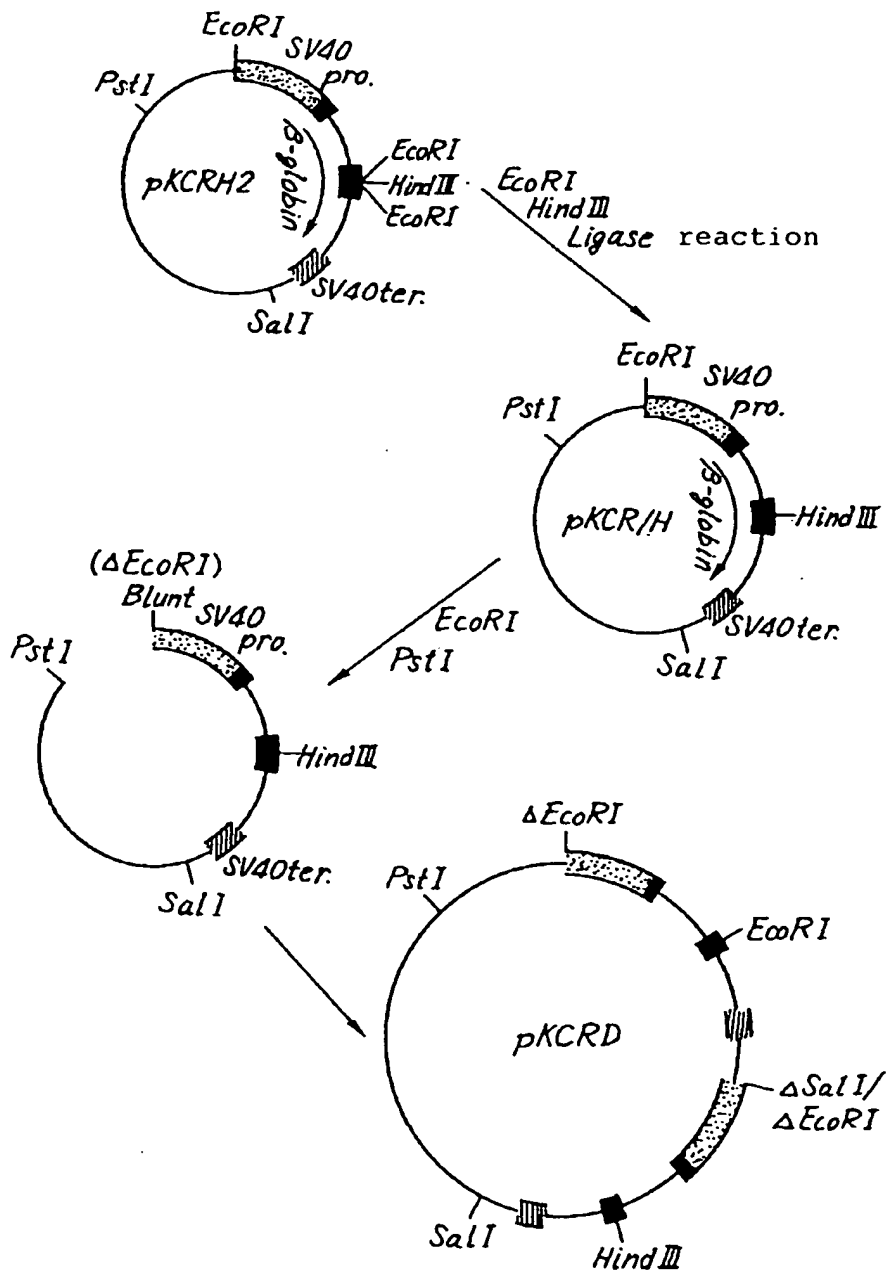 EcoRI
SV40
pro.
PstI
β-globin
pKCRH2
EcoRI
HindIII
EcoRI
SV40ter.
SalI
EcoRI
HindIII
Ligase reaction
EcoRI
SV40
pro.
PstI
β-globin
pKCR/H
HindIII
SV40ter.
SalI
EcoRI
PstI
(ΔEcoRI)
Blunt
SV40
pro.
PstI
HindIII
SV40ter.
SalI
ΔEcoRI
PstI
EcoRI
pKCRD
ΔSalI/
ΔEcoRI
SalI
HindIII